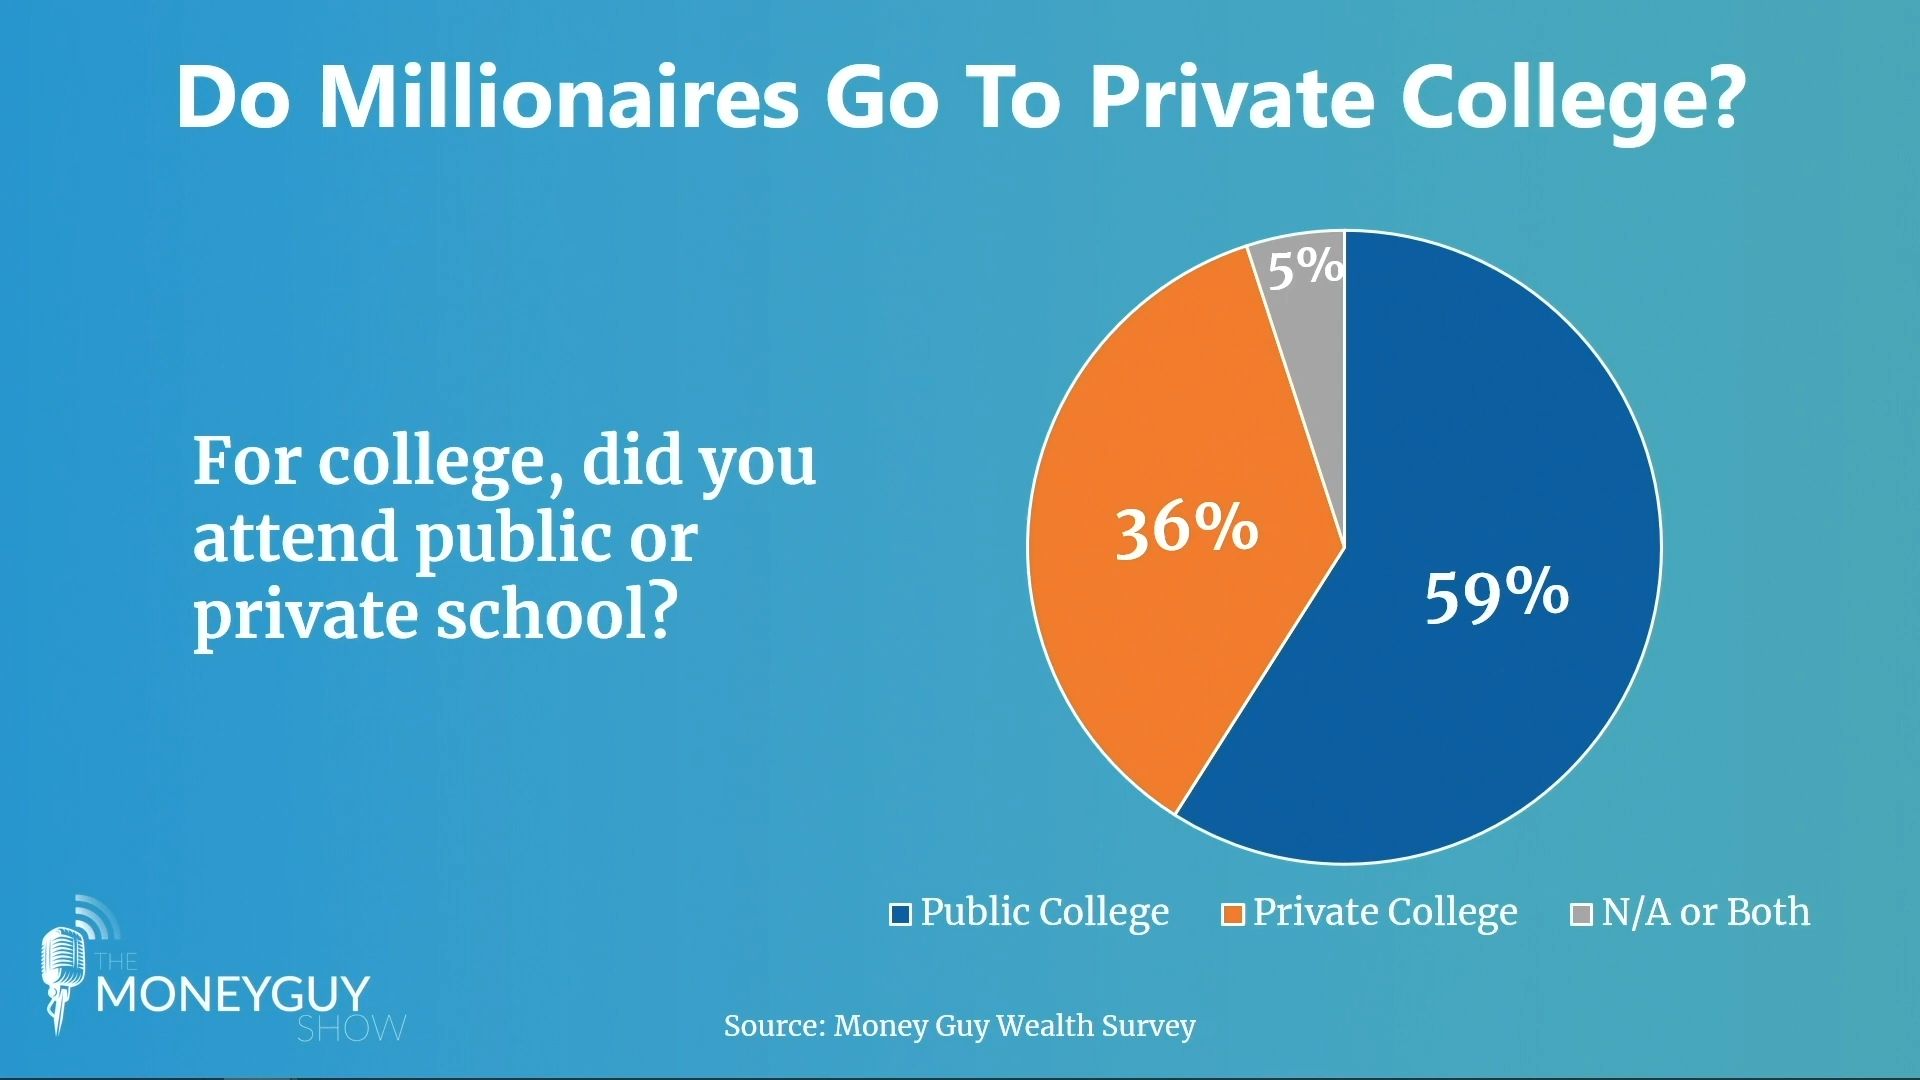 Do Millionaires Go To Private College?
For college, did you
attend public or
private school?
5%
36%
59%
Public College
Private College
N/A or Both
THE
MONEYGUY
SHOW
Source: Money Guy Wealth Survey